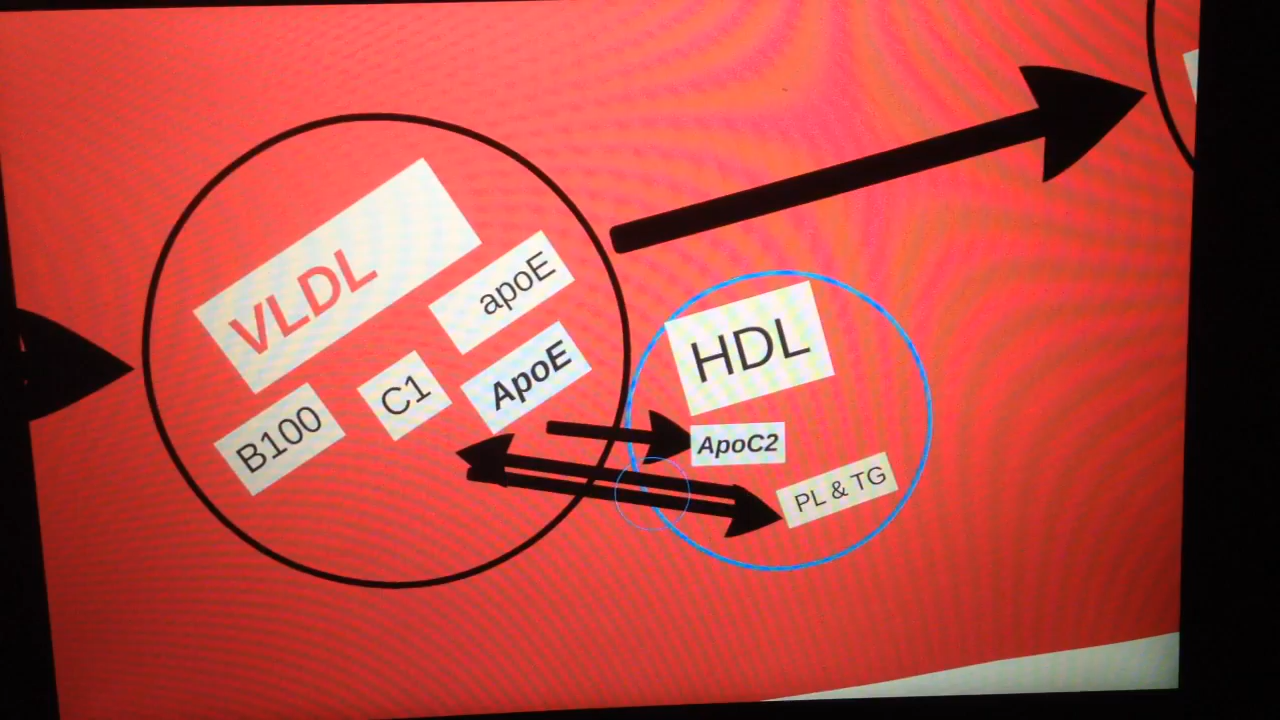 VLDL
apoE
ApoE
C1
B100
HDL
ApoC2
PL & TG